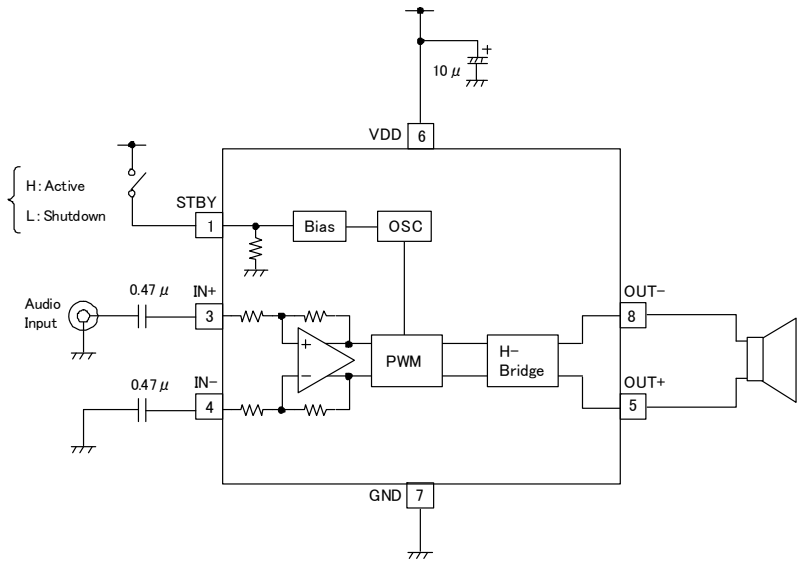 +
10 μ
VDD
6
H: Active
L: Shutdown
STBY
1
Bias
OSC
Audio
Input
0.47 μ
IN+
3
+
−
PWM
H-
Bridge
OUT-
8
0.47 μ
IN-
4
OUT+
5
GND
7